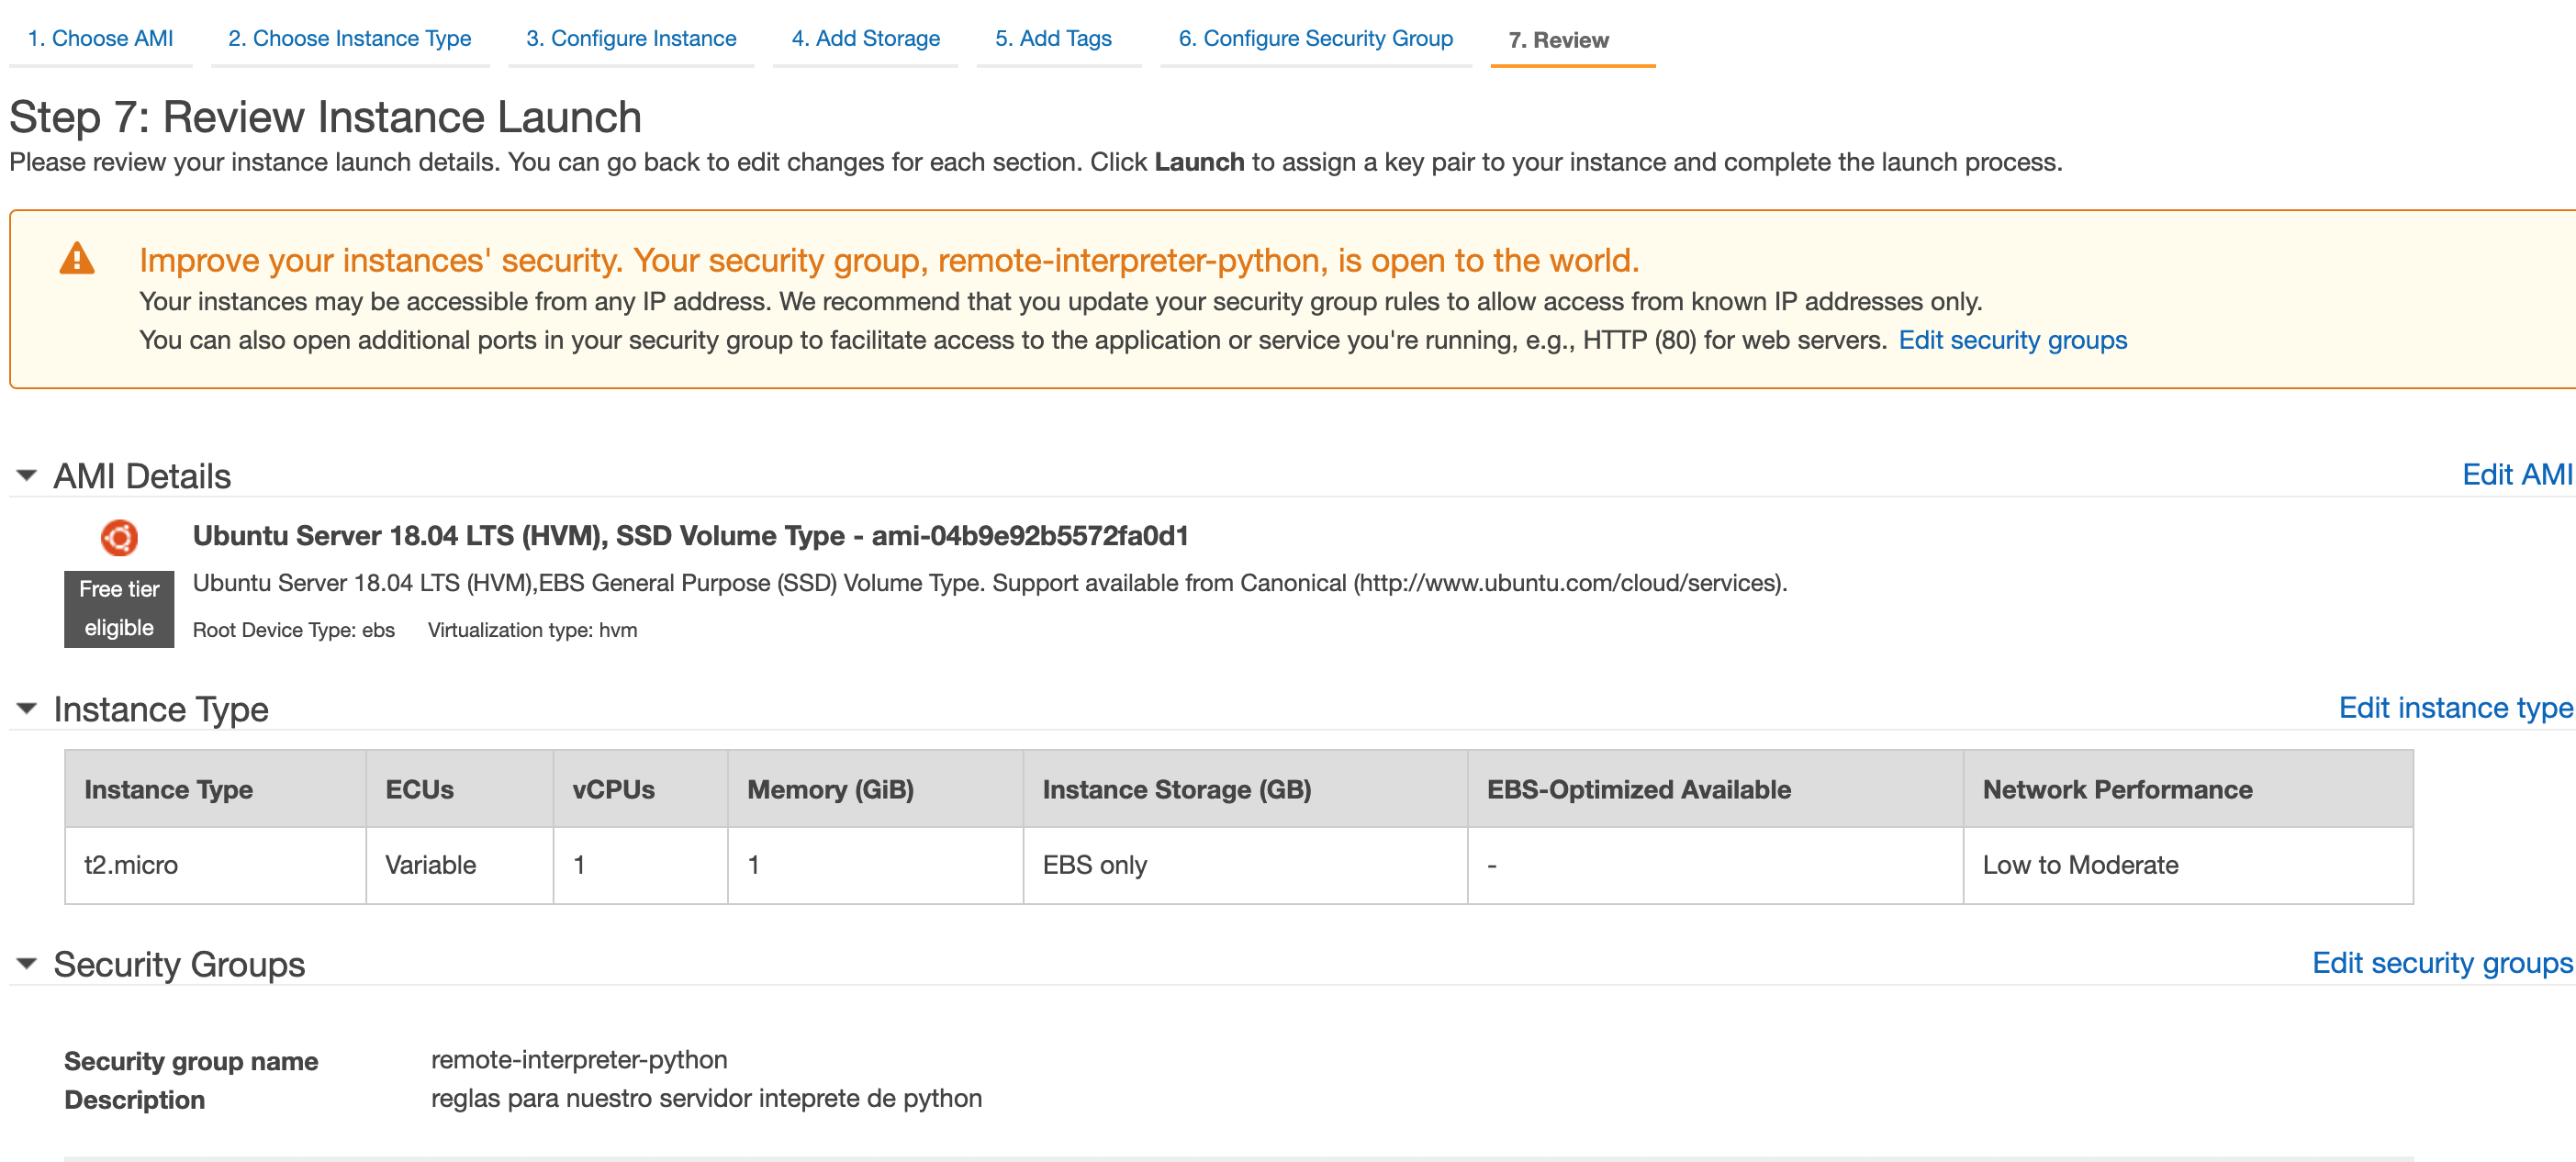 1. Choose AMI 2. Choose Instance Type 3. Configure Instance 4. Add Storage 5. Add Tags 6. Configure Security Group 7. Review
Step 7: Review Instance Launch
Please review your instance launch details. You can go back to edit changes for each section. Click Launch to assign a key pair to your instance and complete the launch process.
Improve your instances' security. Your security group, remote-interpreter-python, is open to the world.
Your instances may be accessible from any IP address. We recommend that you update your security group rules to allow access from known IP addresses only.
You can also open additional ports in your security group to facilitate access to the application or service you're running, e.g., HTTP (80) for web servers. Edit security groups
AMI Details Edit AMI
Ubuntu Server 18.04 LTS (HVM), SSD Volume Type - ami-04b9e92b5572fa0d1
Free tier eligible
Ubuntu Server 18.04 LTS (HVM),EBS General Purpose (SSD) Volume Type. Support available from Canonical (http://www.ubuntu.com/cloud/services).
Root Device Type: ebs Virtualization type: hvm
Instance Type Edit instance type
Instance Type ECUs vCPUs Memory (GiB) Instance Storage (GB) EBS-Optimized Available Network Performance
t2.micro Variable 1 1 EBS only - Low to Moderate
Security Groups Edit security groups
Security group name remote-interpreter-python
Description reglas para nuestro servidor inteprete de python